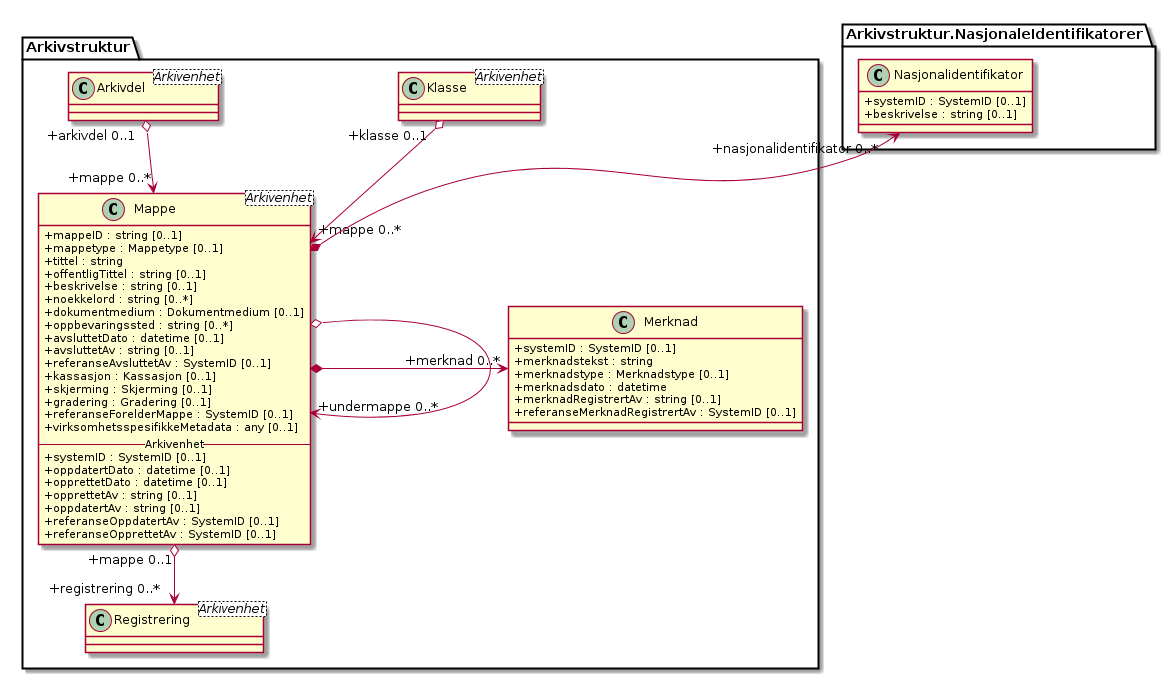 Arkivstruktur
Arkivstruktur.NasjonaleIdentifikatorer
C Arkivdel
Arkivenhet
C Klasse
Arkivenhet
C Nasjonalidentifikator
+systemID : SystemID [0..1]
+beskrivelse : string [0..1]
+arkivdel 0..1
+klasse 0..1
+nasjonalidentifikator 0..*
+mappe 0..*
C Mappe
Arkivenhet
+mappe 0..*
+mappeID : string [0..1]
+mappetype : Mappetype [0..1]
+tittel : string
+offentligTittel : string [0..1]
+beskrivelse : string [0..1]
+noekkelord : string [0..*]
+dokumentmedium : Dokumentmedium [0..1]
+oppbevaringssted : string [0..*]
+avsluttetDato : datetime [0..1]
+avsluttetAv : string [0..1]
+referanseAvsluttetAv : SystemID [0..1]
+kassasjon : Kassasjon [0..1]
+skjerming : Skjerming [0..1]
+gradering : Gradering [0..1]
+referanseForelderMappe : SystemID [0..1]
+virksomhetsspesifikkeMetadata : any [0..1]
Arkivenhet
+systemID : SystemID [0..1]
+oppdatertDato : datetime [0..1]
+opprettetDato : datetime [0..1]
+opprettetAv : string [0..1]
+oppdatertAv : string [0..1]
+referanseOppdatertAv : SystemID [0..1]
+referanseOpprettetAv : SystemID [0..1]
+merknad 0..*
+undermappe 0..*
C Merknad
+systemID : SystemID [0..1]
+merknadstekst : string
+merknadstype : Merknadstype [0..1]
+merknadsdato : datetime
+merknadRegistrertAv : string [0..1]
+referanseMerknadRegistrertAv : SystemID [0..1]
+mappe 0..1
+registrering 0..*
C Registrering
Arkivenhet